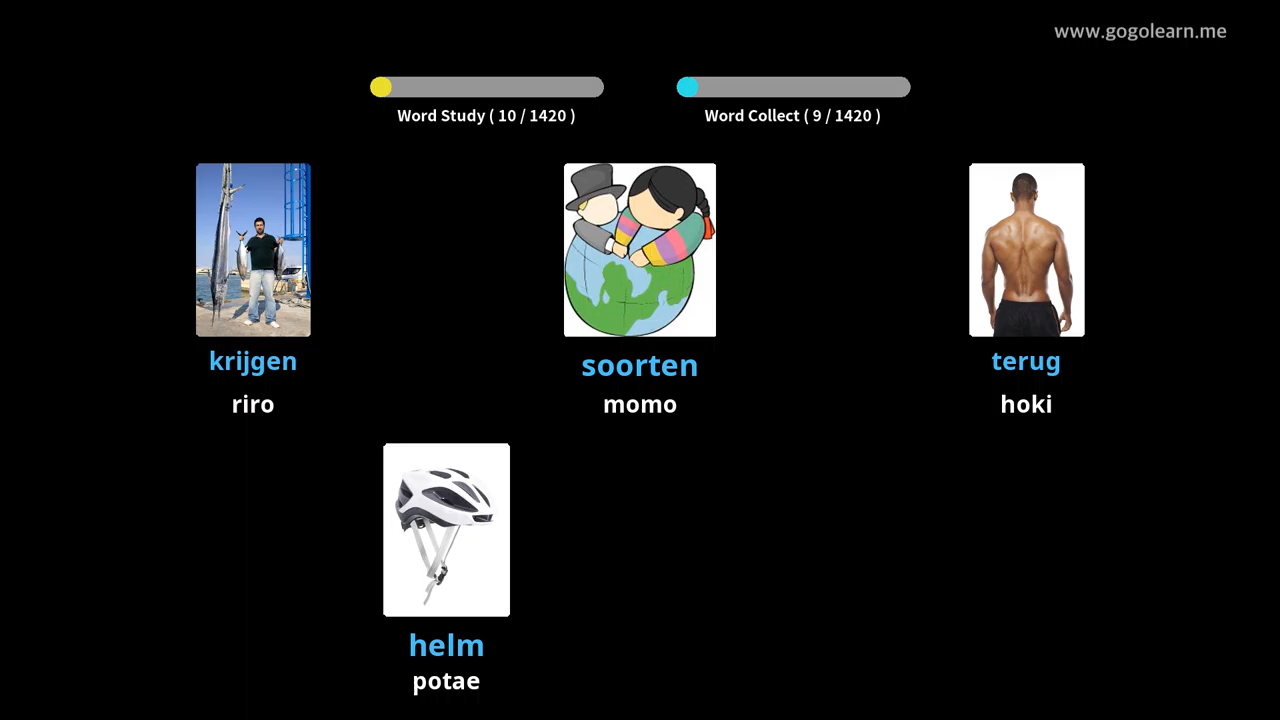 www.gogolearn.me
Word Study ( 10 / 1420 )
Word Collect ( 9 / 1420 )
krijgen
riro
soorten
momo
terug
hoki
helm
potae